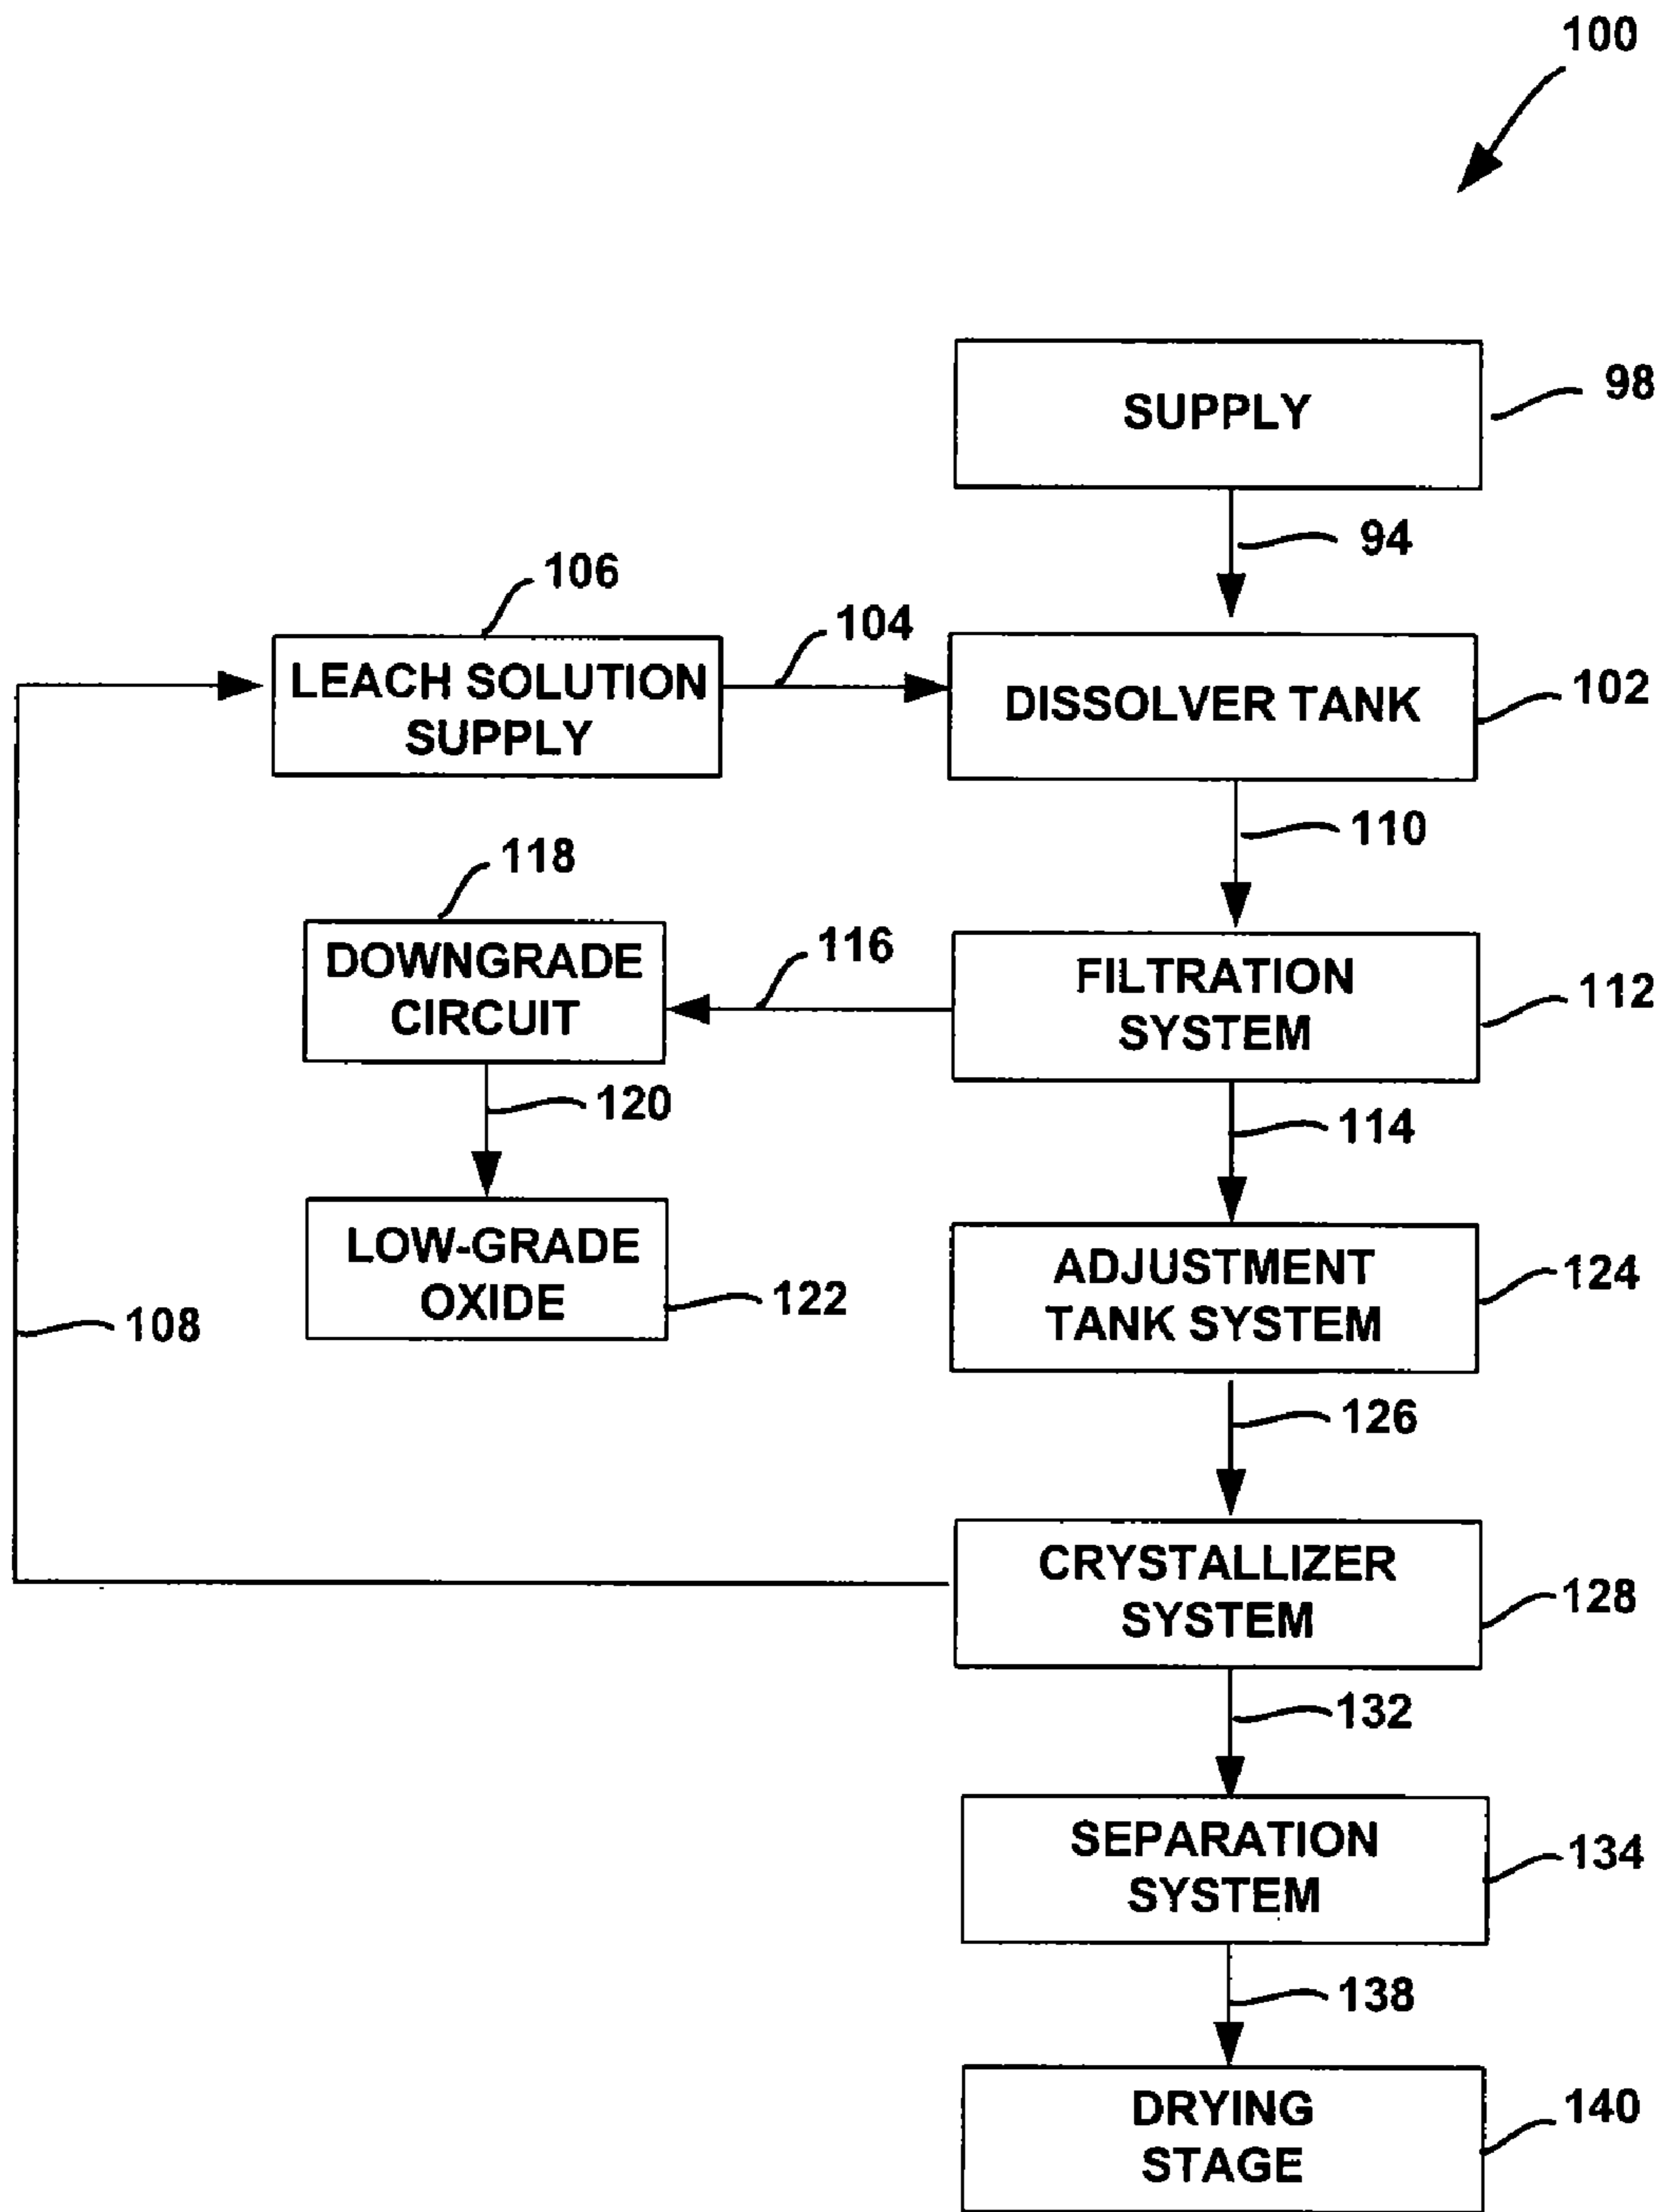 100
SUPPLY
98
94
106
104
LEACH SOLUTION
SUPPLY
DISSOLVER TANK
102
110
118
DOWNGRADE
CIRCUIT
116
FILTRATION
SYSTEM
112
120
114
LOW-GRADE
OXIDE
122
ADJUSTMENT
TANK SYSTEM
124
108
126
CRYSTALLIZER
SYSTEM
128
132
SEPARATION
SYSTEM
134
138
DRYING
STAGE
140